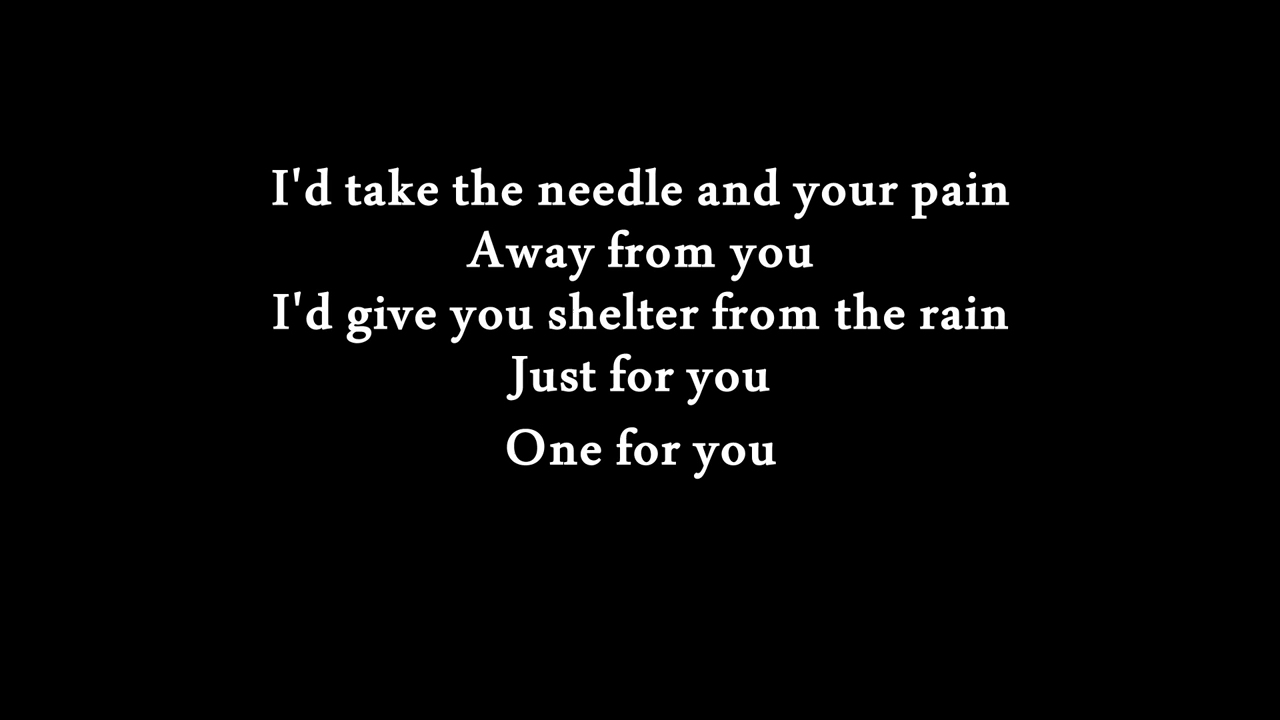 I'd take the needle and your pain
Away from you
I'd give you shelter from the rain
Just for you
One for you